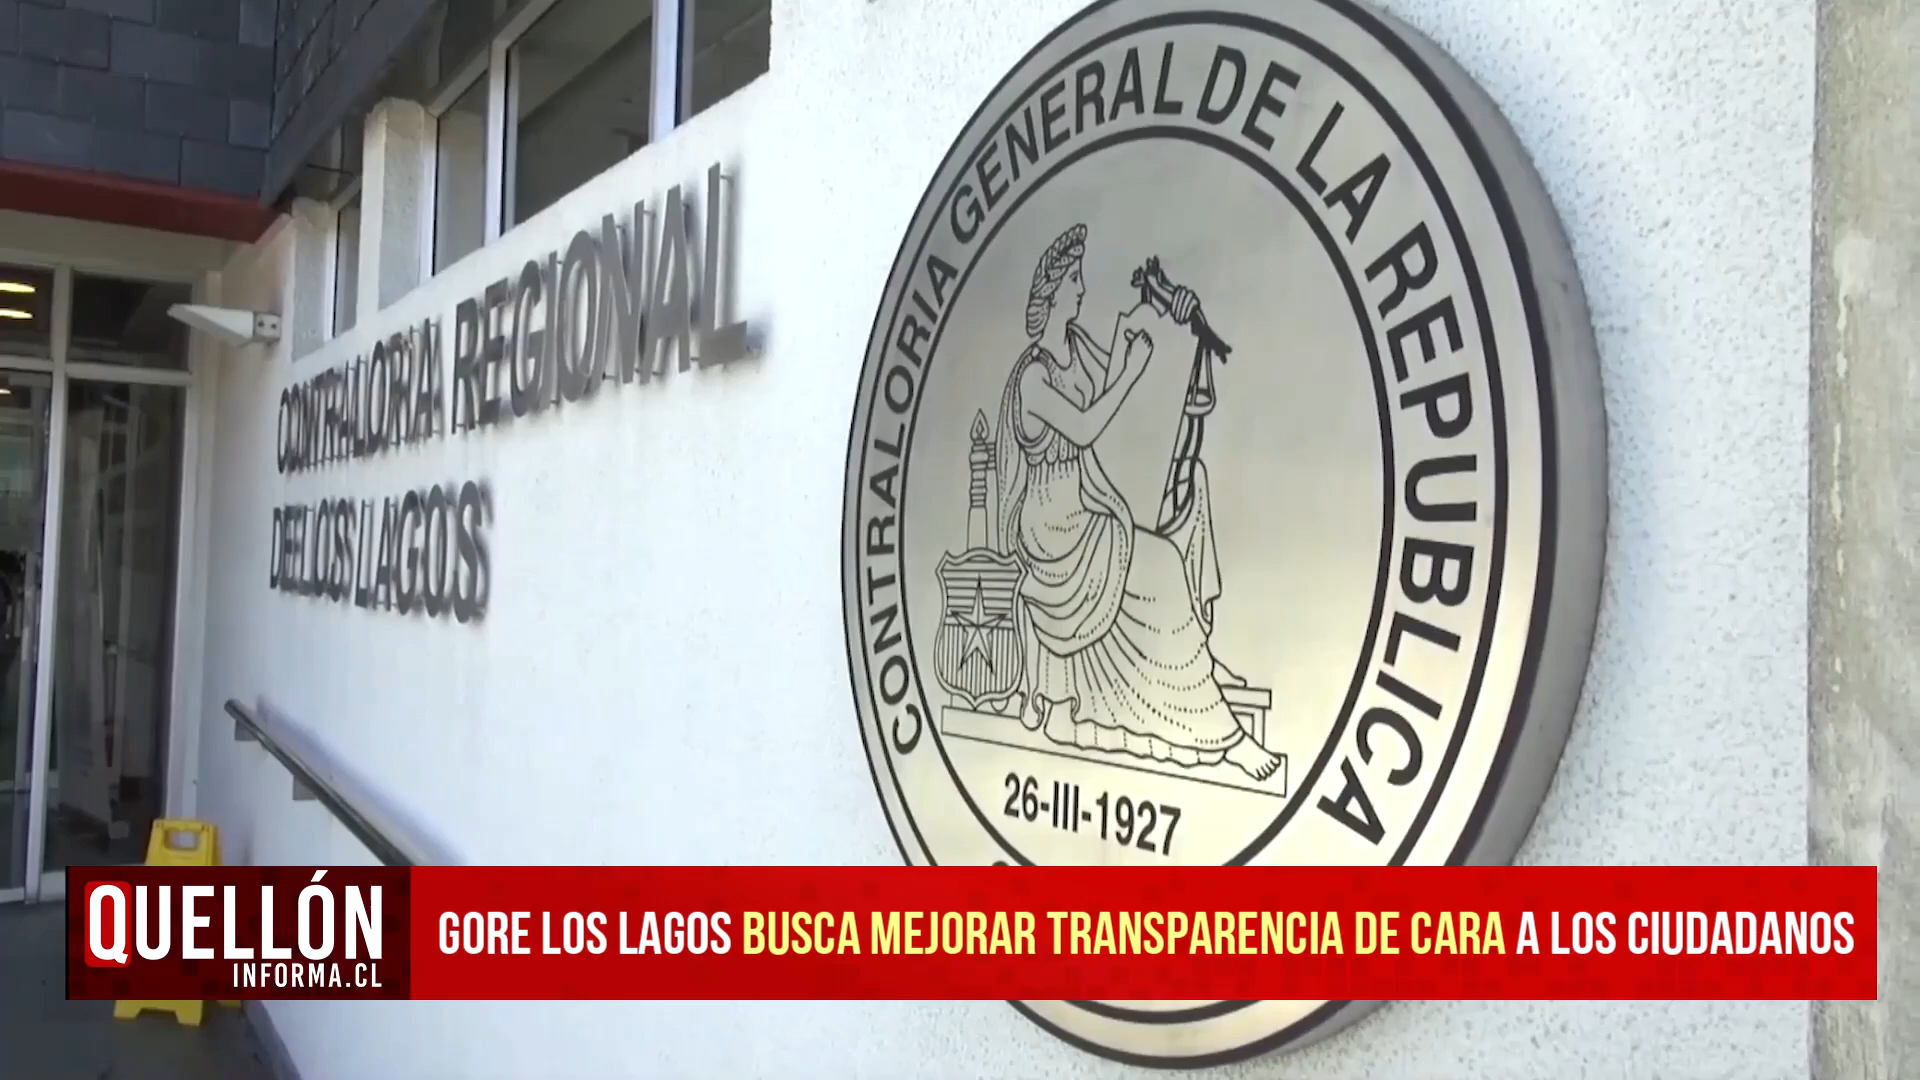 CONTRALORIA REGIONAL
DE LOS LAGOS
CONTRALORIA GENERAL DE LA REPUBLICA
26-III-1927
QUELLÓN
INFORMA.CL
GORE LOS LAGOS BUSCA MEJORAR TRANSPARENCIA DE CARA A LOS CIUDADANOS